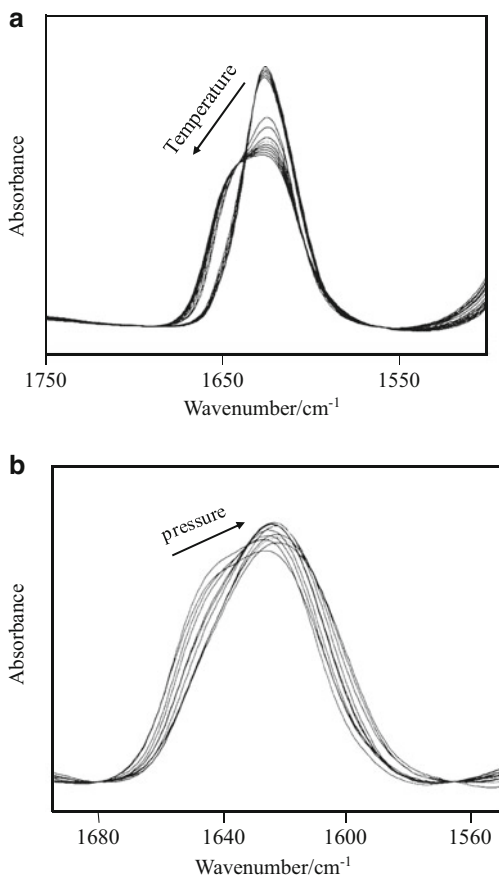 a
Temperature
Absorbance
1750 1650 1550
Wavenumber/cm⁻¹
b
pressure
Absorbance
1680 1640 1600 1560
Wavenumber/cm⁻¹